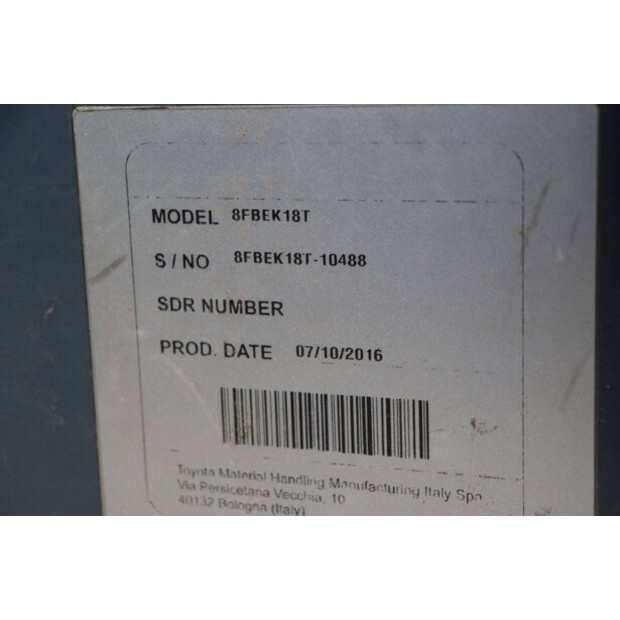 MODEL 8FBEK18T
S / NO 8FBEK18T-10488
SDR NUMBER
PROD. DATE 07/10/2016
Toyota Material Handling Manufacturing Italy Spa
Via Persicetana Vecchia, 10
40132 Bologna (Italy)